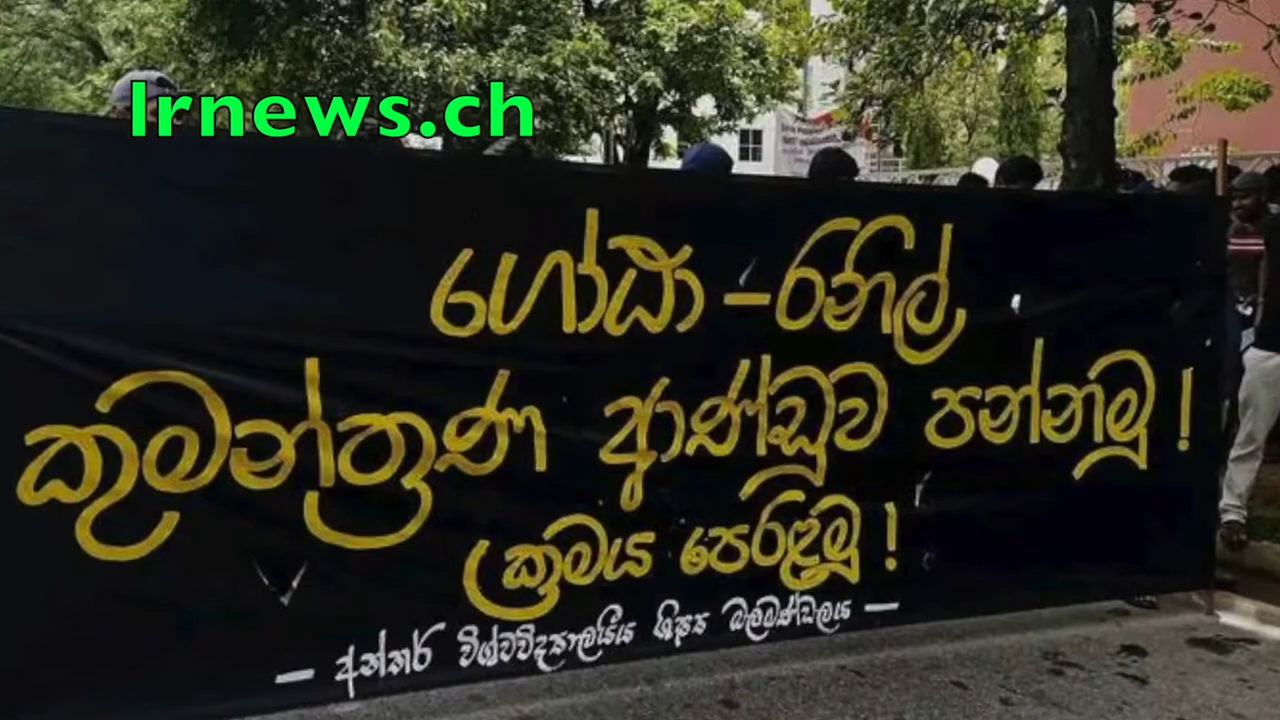 lrnews.ch
ගෝඨා - රනිල්
කුමන්ත්‍රණ ආණ්ඩුව පන්නමු !
ක්‍රමය පෙරළමු !
— අන්තර් විශ්වවිද්‍යාලයීය ශිෂ්‍ය බලමණ්ඩලය —